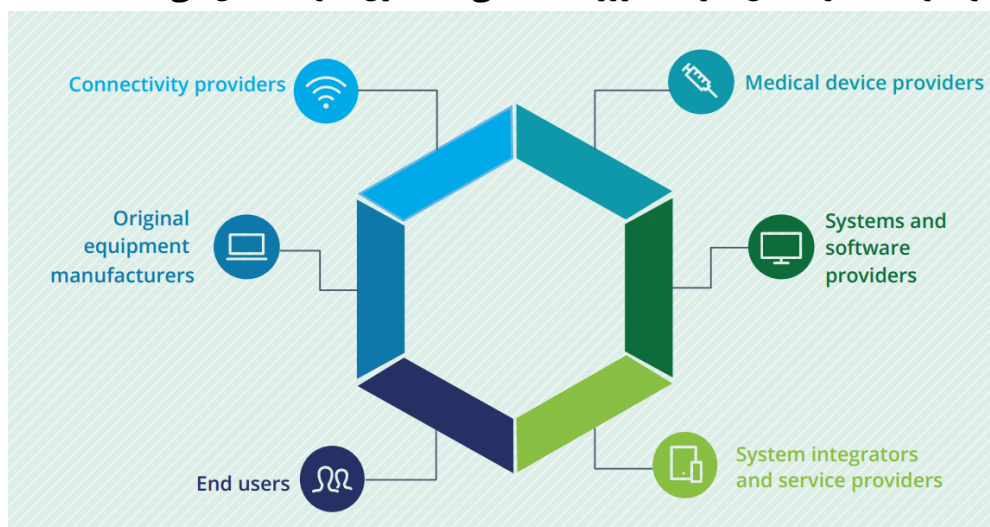 Connectivity providers
Medical device providers
Original
equipment
manufacturers
Systems and
software
providers
End users
System integrators
and service providers